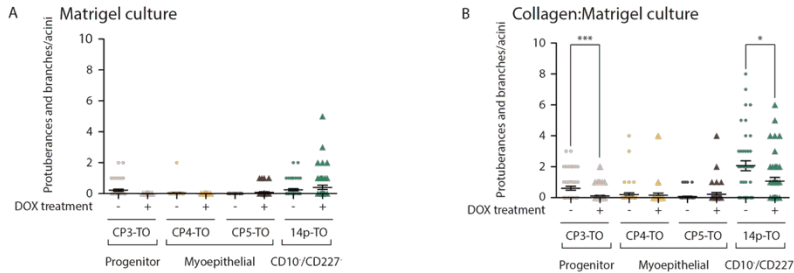 A Matrigel culture
Protuberances and branches/acini
10
8
6
4
2
0
DOX treatment - + - + - + - +
CP3-TO CP4-TO CP5-TO 14p-TO
Progenitor Myoepithelial CD10-/CD227-
B Collagen:Matrigel culture
Protuberances and branches/acini
10
8
6
4
2
0
*** *
DOX treatment - + - + - + - +
CP3-TO CP4-TO CP5-TO 14p-TO
Progenitor Myoepithelial CD10-/CD227